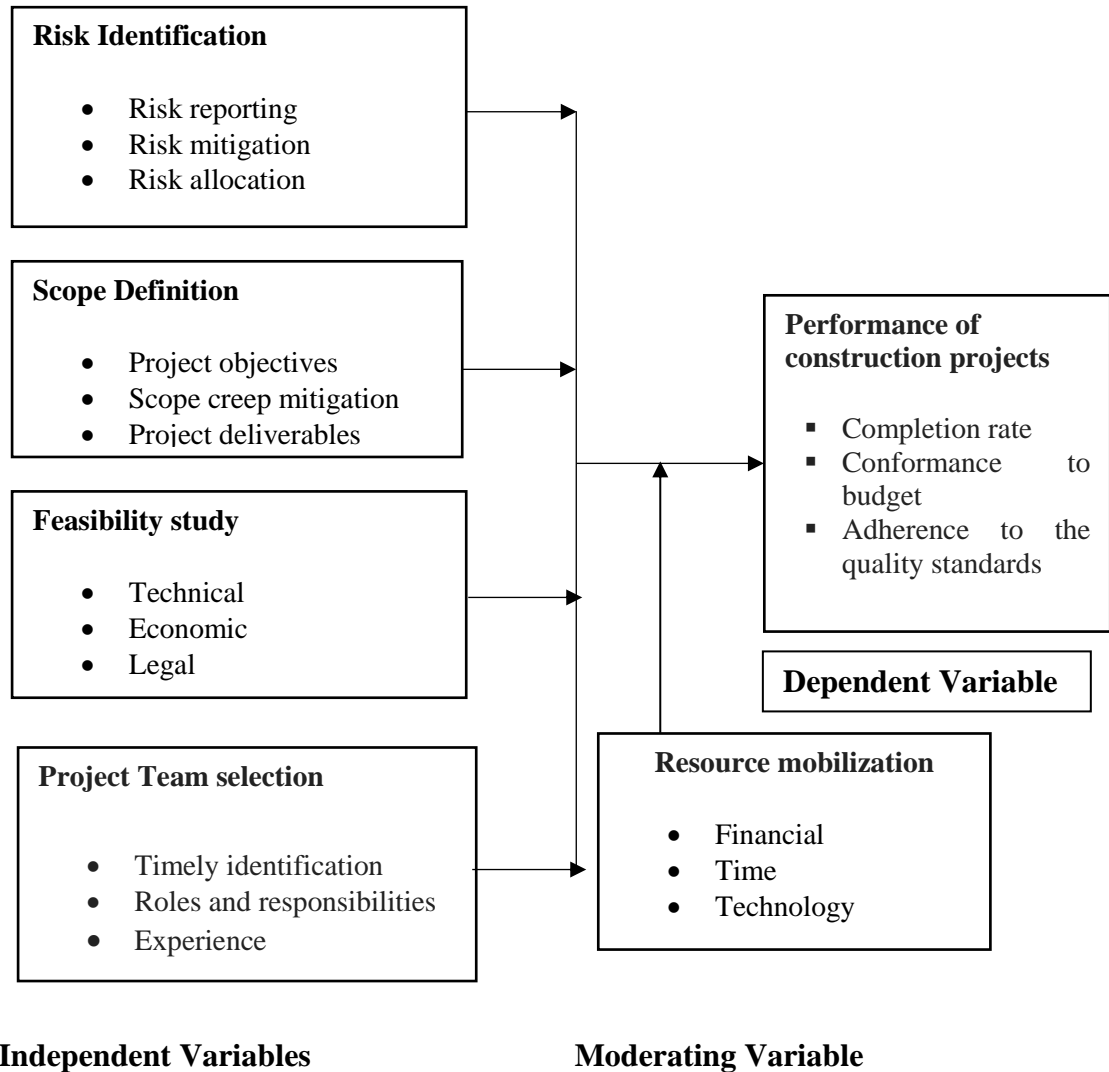 Risk Identification
• Risk reporting
• Risk mitigation
• Risk allocation
Scope Definition
• Project objectives
• Scope creep mitigation
• Project deliverables
Feasibility study
• Technical
• Economic
• Legal
Project Team selection
• Timely identification
• Roles and responsibilities
• Experience
Performance of
construction projects
▪ Completion rate
▪ Conformance to
budget
▪ Adherence to the
quality standards
Dependent Variable
Resource mobilization
• Financial
• Time
• Technology
Independent Variables
Moderating Variable